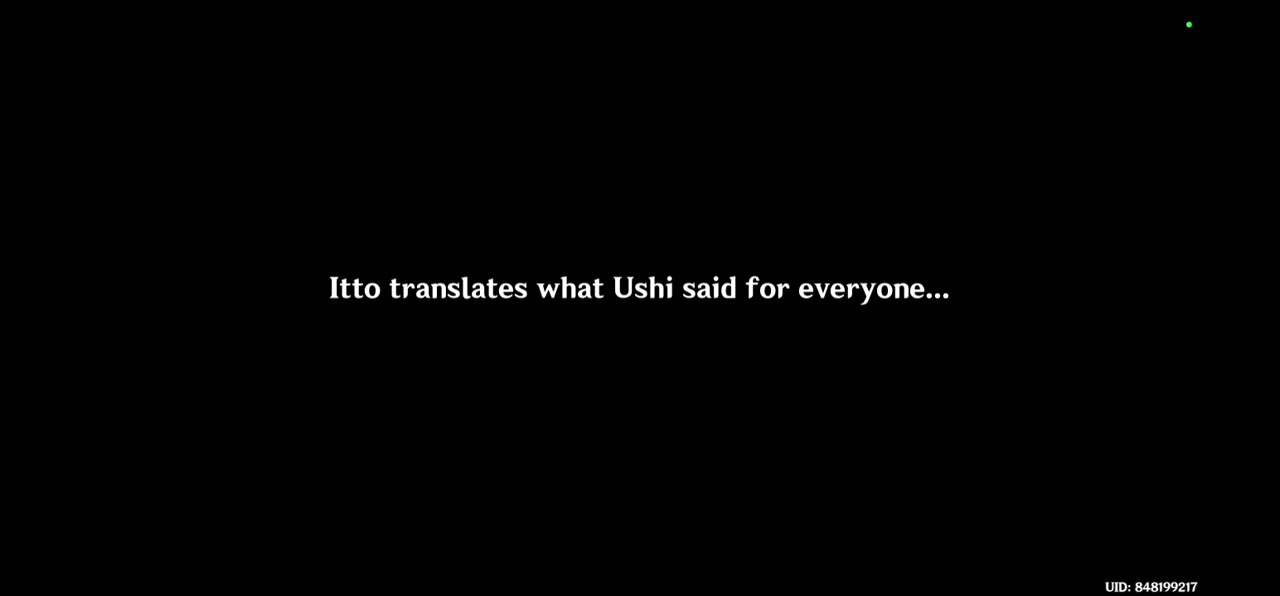 Itto translates what Ushi said for everyone...
UID: 848199217